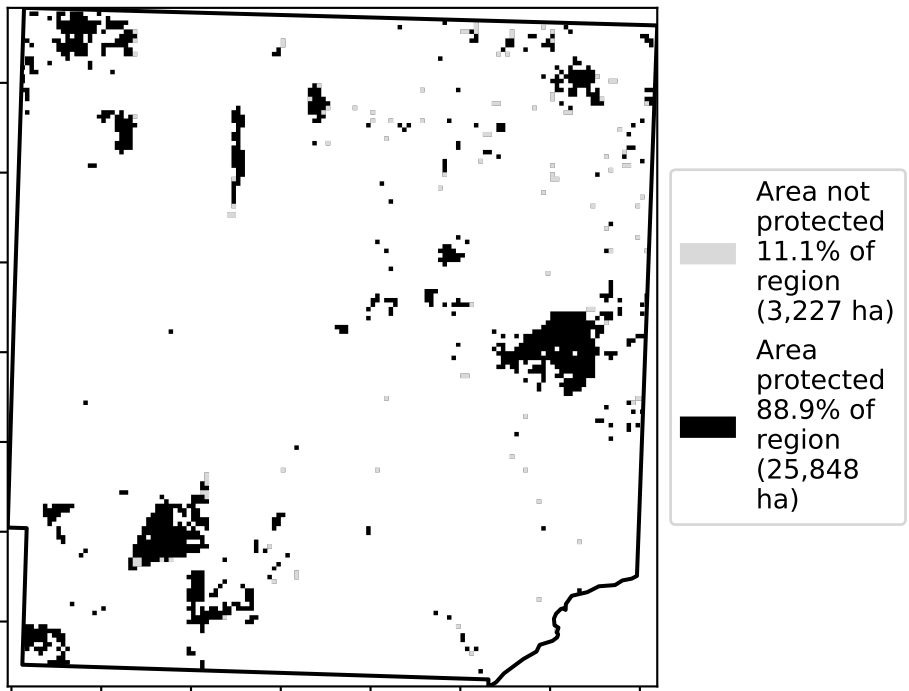 Area not
protected
11.1% of
region
(3,227 ha)
Area
protected
88.9% of
region
(25,848
ha)